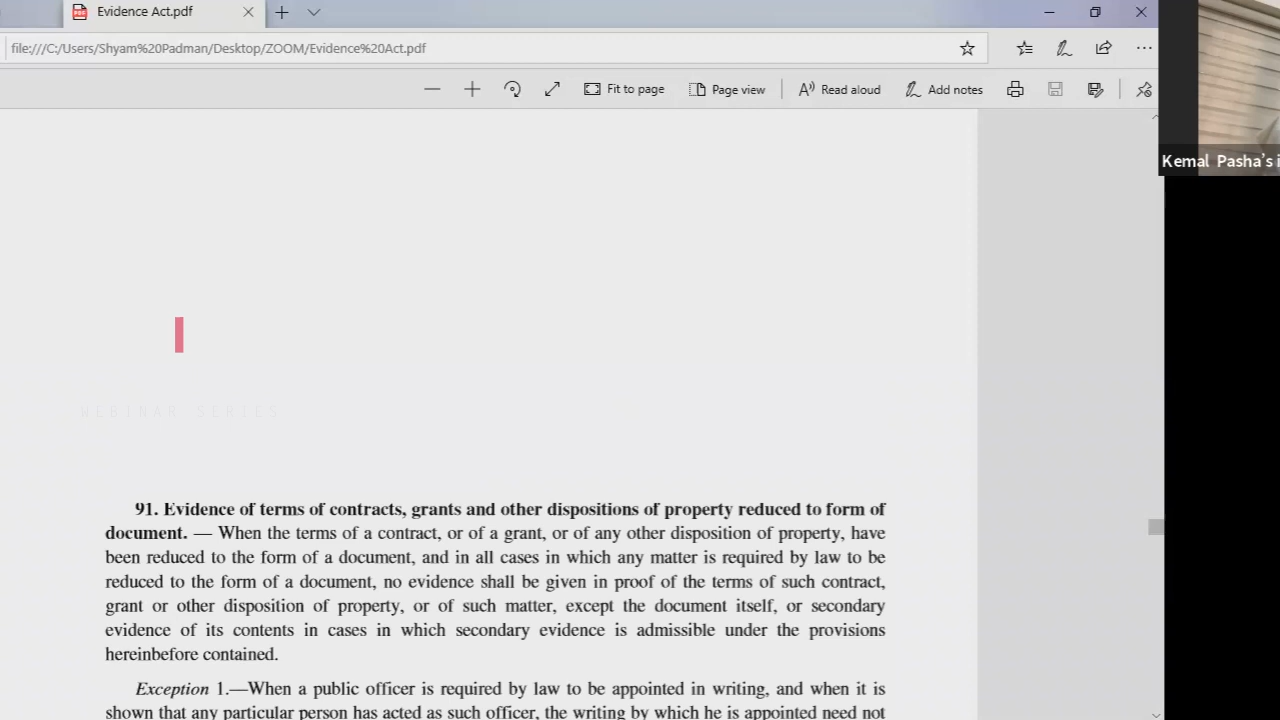 Evidence Act.pdf
file:///C:/Users/Shyam%20Padman/Desktop/ZOOM/Evidence%20Act.pdf
Fit to page Page view Read aloud Add notes
Kemal Pasha's i
WEBINAR SERIES
91. Evidence of terms of contracts, grants and other dispositions of property reduced to form of
document. — When the terms of a contract, or of a grant, or of any other disposition of property, have
been reduced to the form of a document, and in all cases in which any matter is required by law to be
reduced to the form of a document, no evidence shall be given in proof of the terms of such contract,
grant or other disposition of property, or of such matter, except the document itself, or secondary
evidence of its contents in cases in which secondary evidence is admissible under the provisions
hereinbefore contained.
Exception 1.—When a public officer is required by law to be appointed in writing, and when it is
shown that any particular person has acted as such officer, the writing by which he is appointed need not